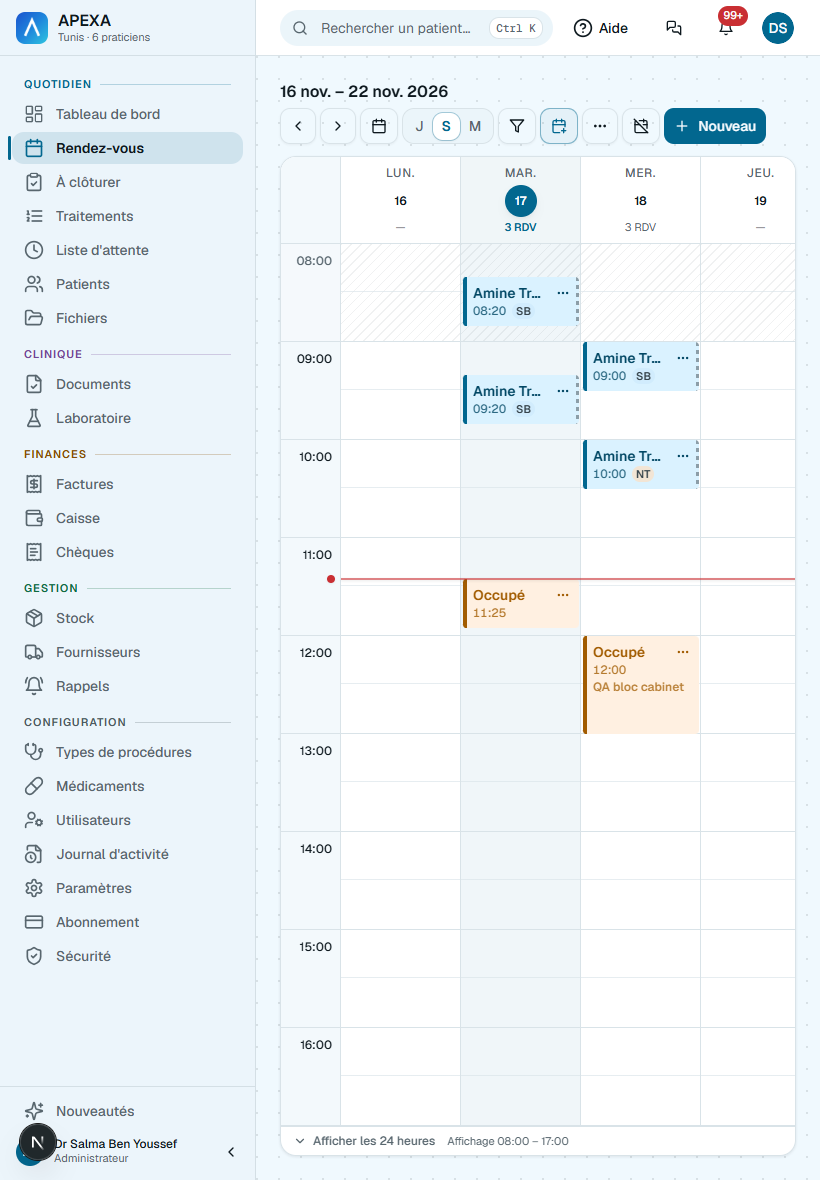 APEXA
Tunis · 6 praticiens
Rechercher un patient…
Ctrl K
Aide
99+
DS
QUOTIDIEN
Tableau de bord
Rendez-vous
À clôturer
Traitements
Liste d'attente
Patients
Fichiers
CLINIQUE
Documents
Laboratoire
FINANCES
Factures
Caisse
Chèques
GESTION
Stock
Fournisseurs
Rappels
CONFIGURATION
Types de procédures
Médicaments
Utilisateurs
Journal d'activité
Paramètres
Abonnement
Sécurité
Nouveautés
N
Dr Salma Ben Youssef
Administrateur
16 nov. – 22 nov. 2026
J S M
Nouveau
LUN. MAR. MER. JEU.
16 17 18 19
— 3 RDV 3 RDV —
08:00
Amine Tr…
08:20 SB
09:00
Amine Tr…
09:00 SB
Amine Tr…
09:20 SB
10:00
Amine Tr…
10:00 NT
11:00
Occupé
11:25
12:00
Occupé
12:00
QA bloc cabinet
13:00
14:00
15:00
16:00
Afficher les 24 heures Affichage 08:00 – 17:00